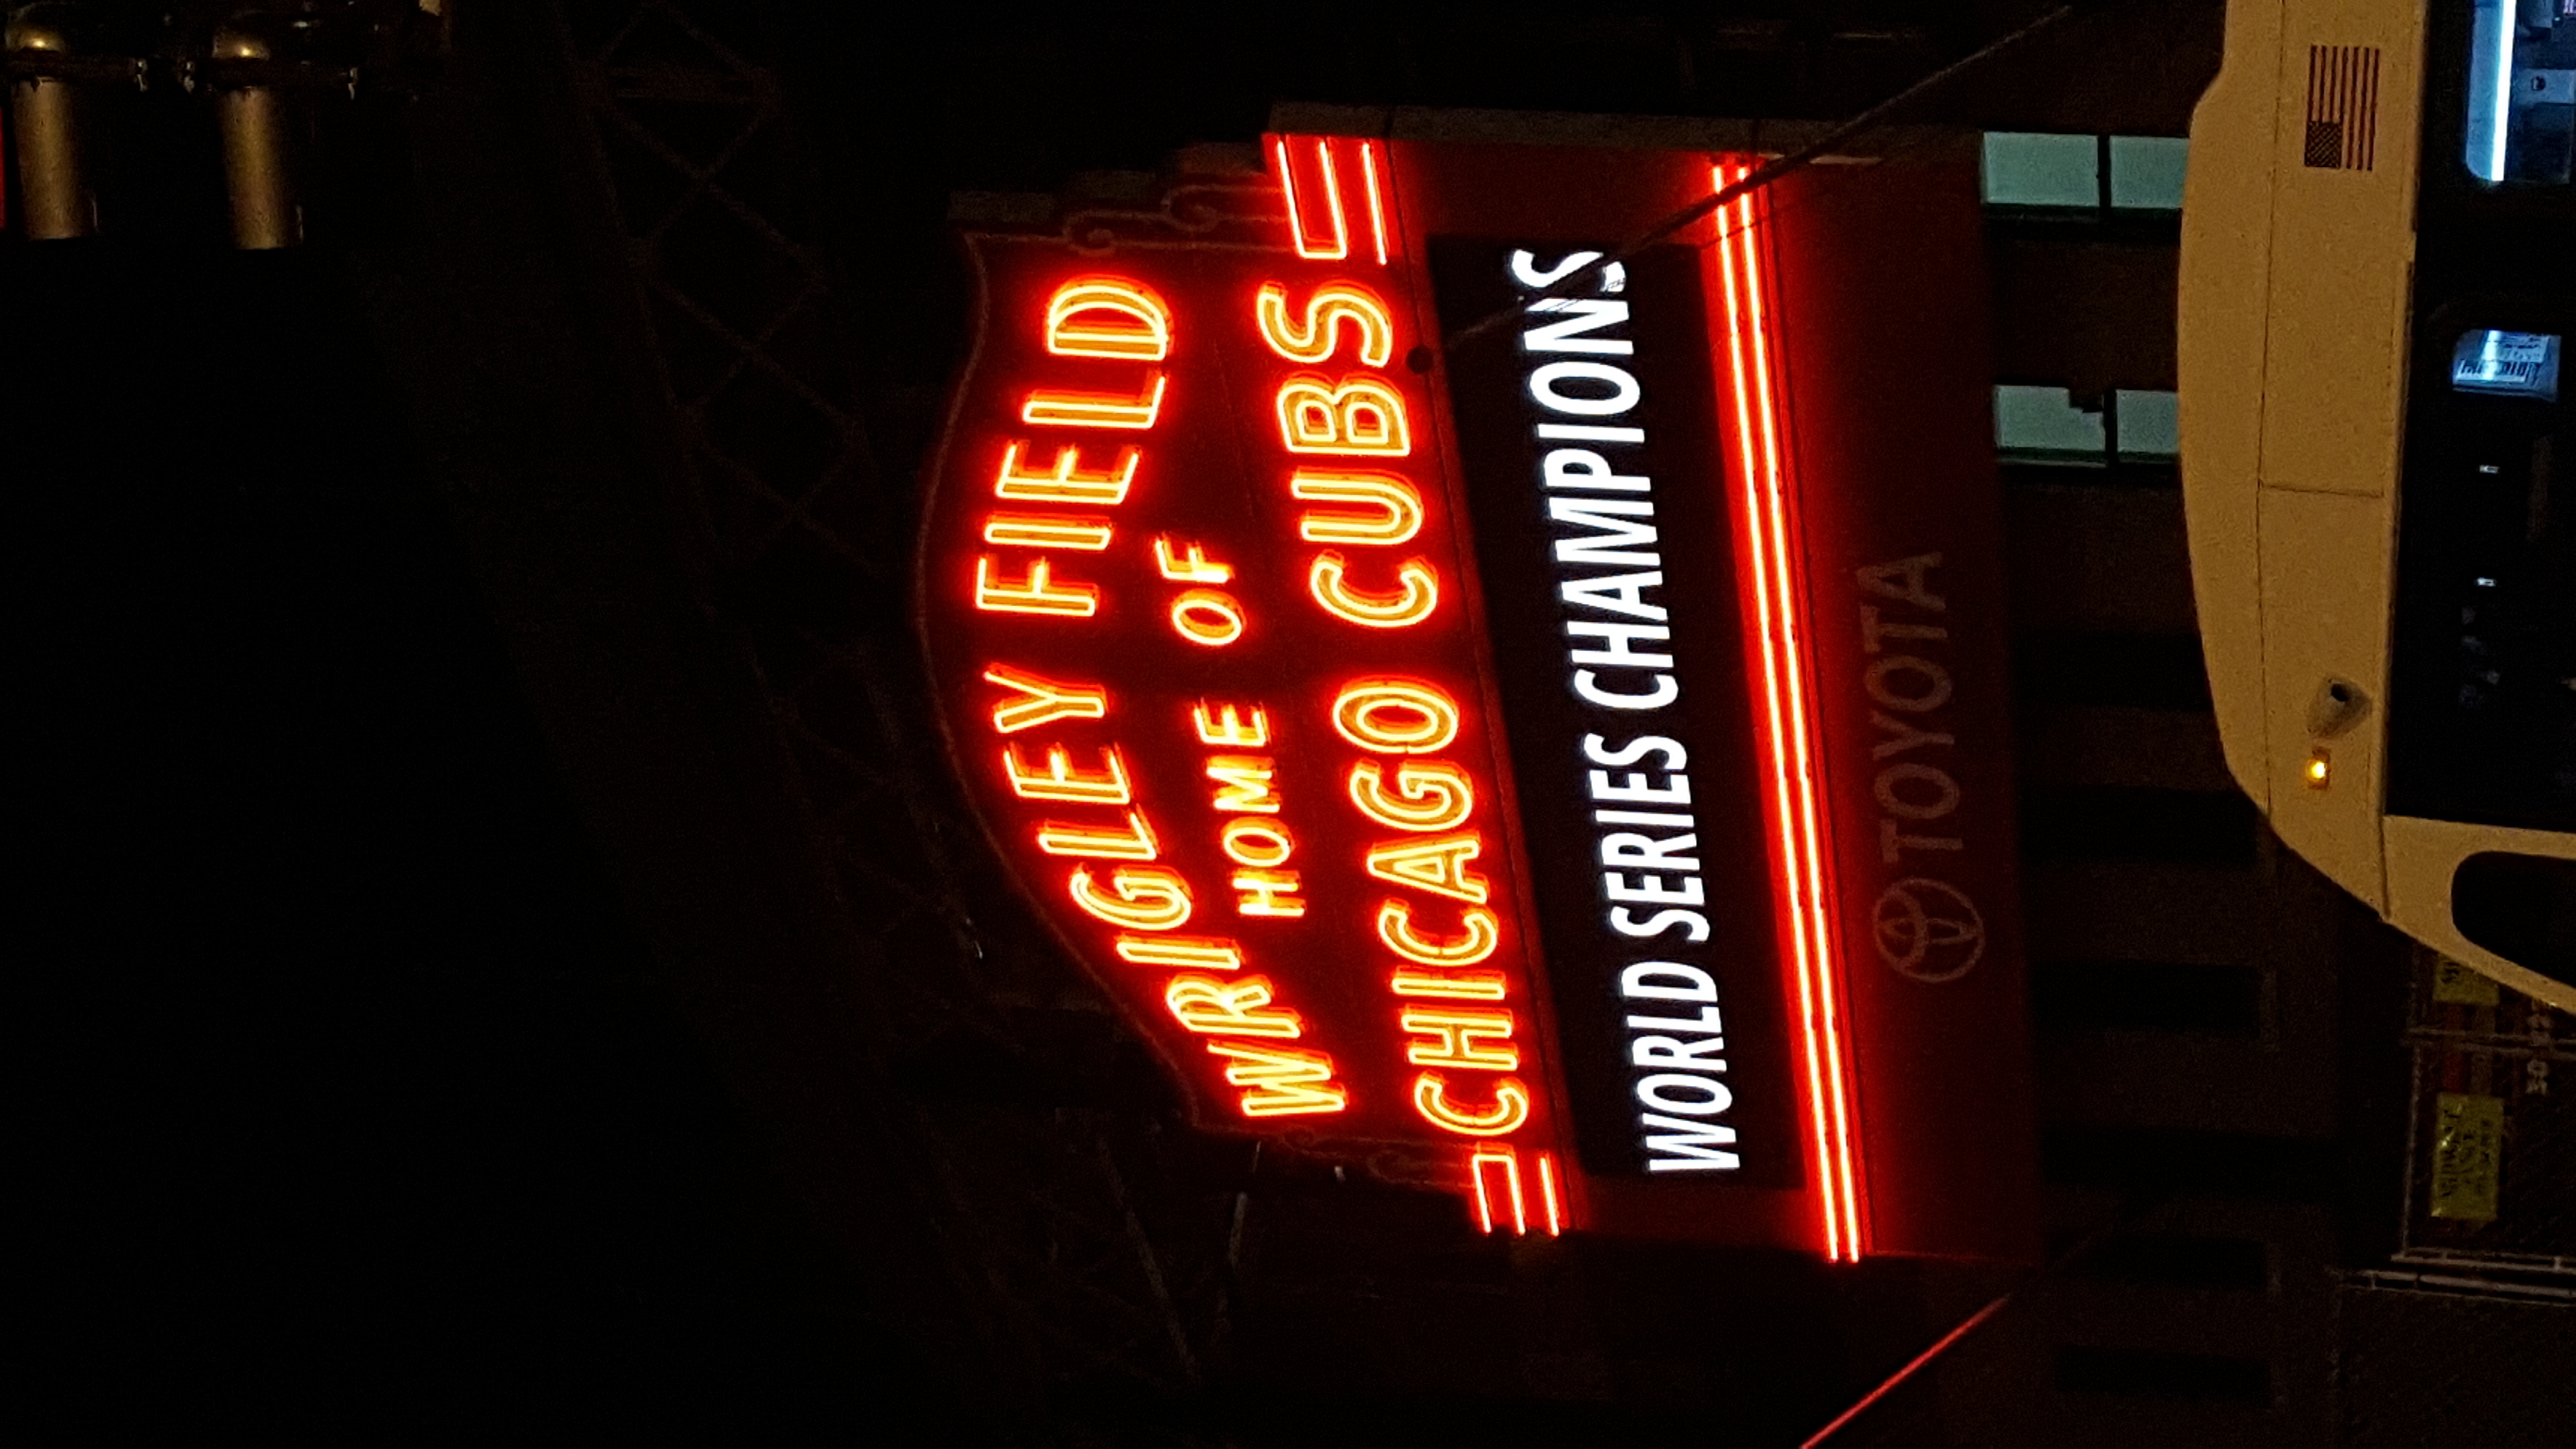 WRIGLEY FIELD
HOME OF
CHICAGO CUBS
WORLD SERIES CHAMPIONS
TOYOTA